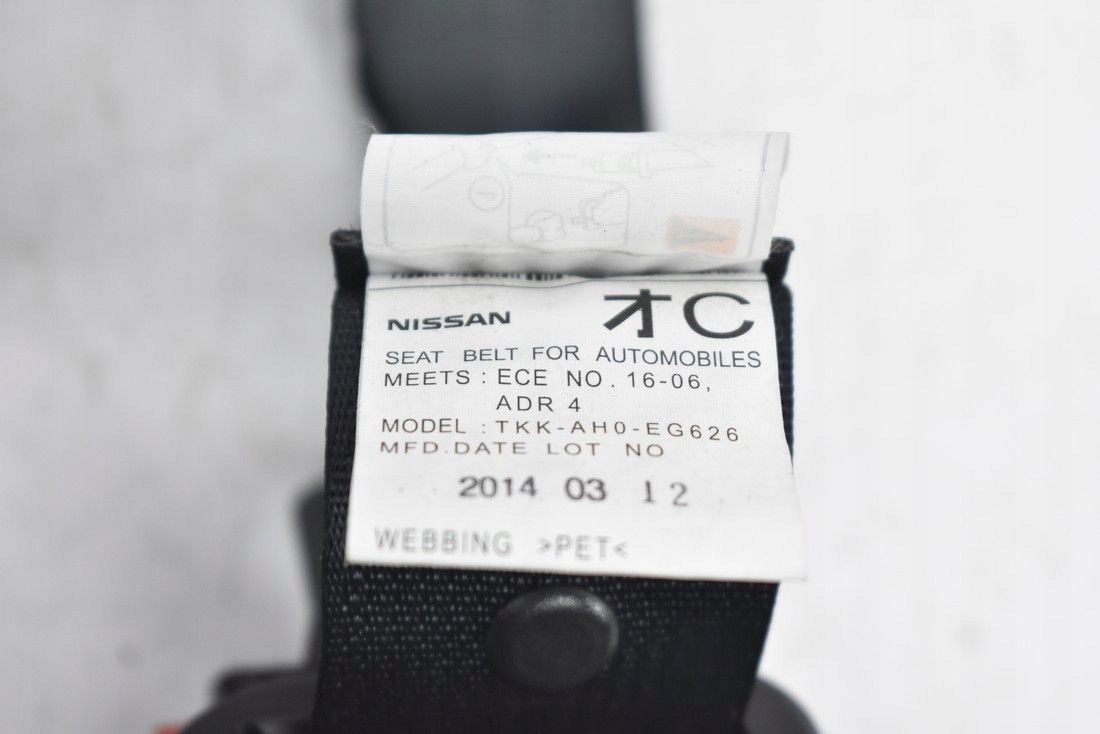 NISSAN オC
SEAT BELT FOR AUTOMOBILES
MEETS : ECE NO. 16-06,
ADR 4
MODEL : TKK-AH0-EG626
MFD.DATE LOT NO
2014 03 12
WEBBING >PET<